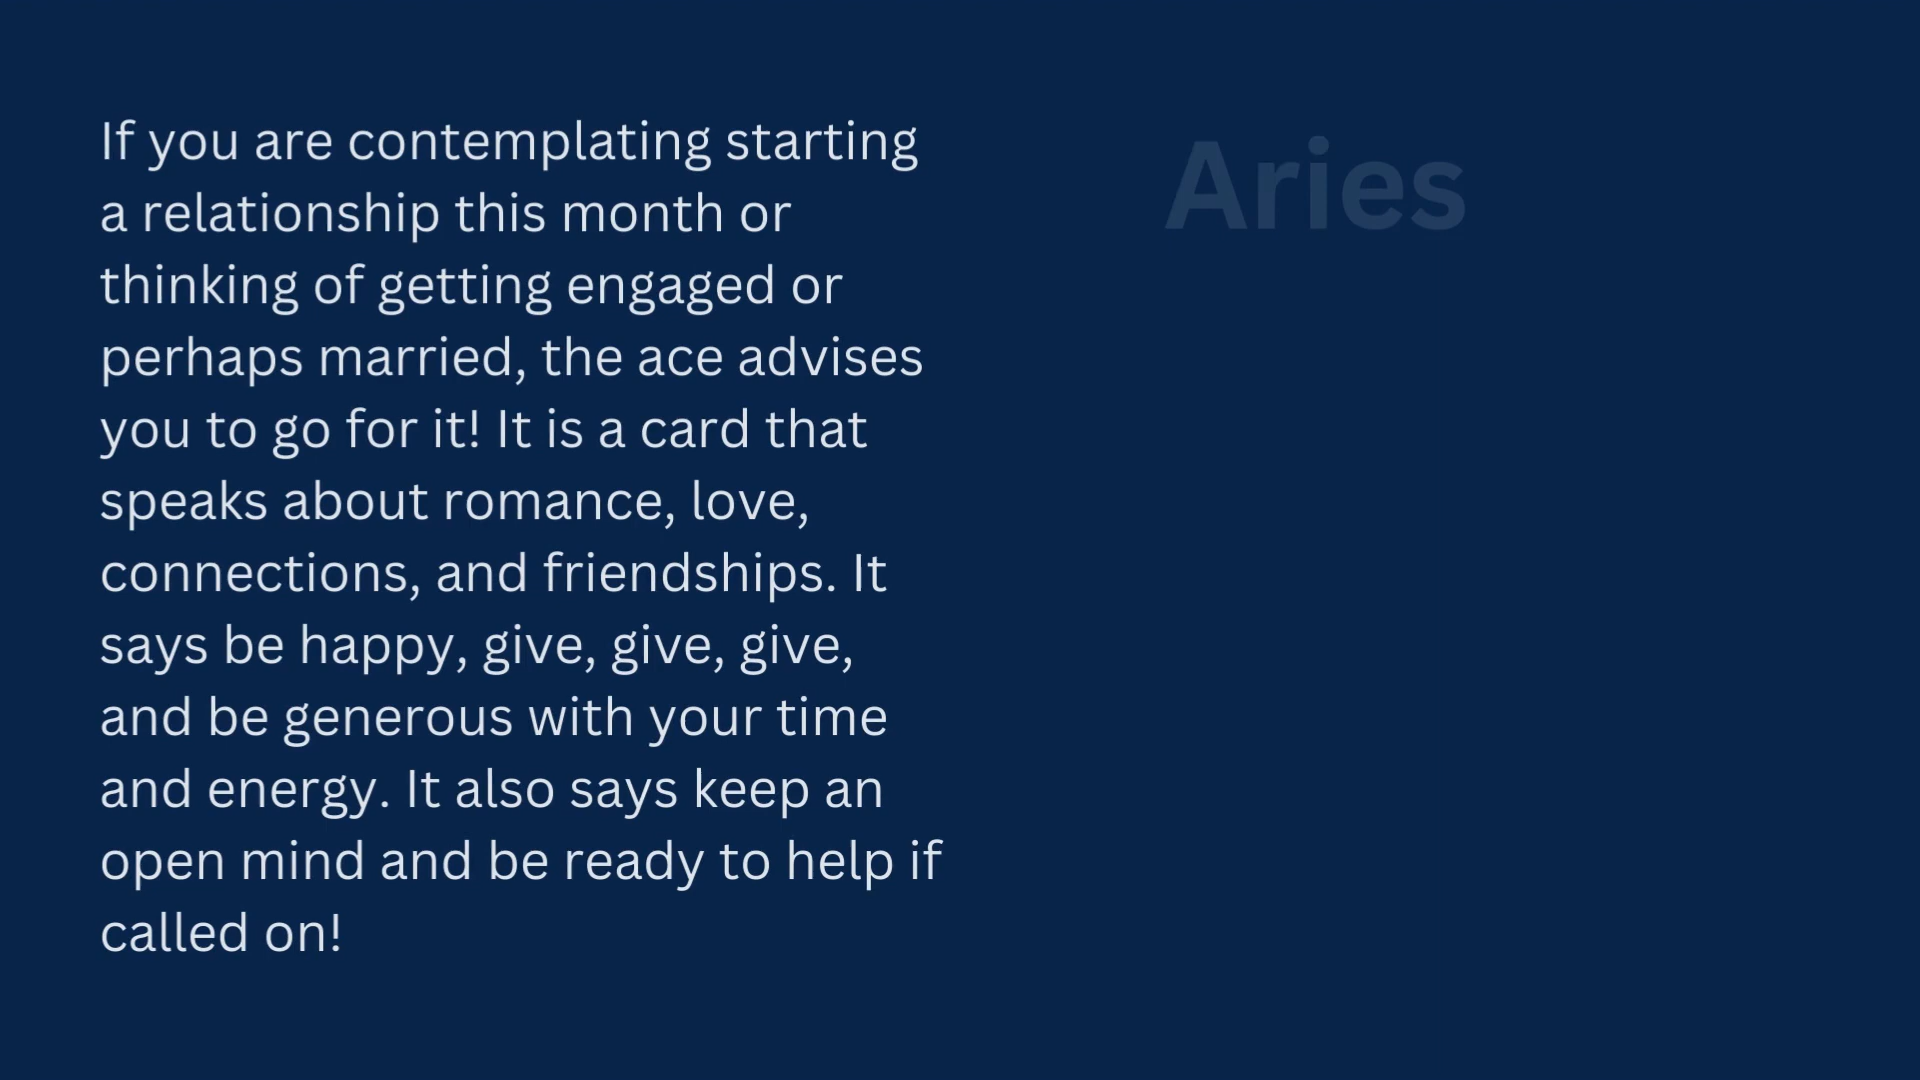 If you are contemplating starting
a relationship this month or
thinking of getting engaged or
perhaps married, the ace advises
you to go for it! It is a card that
speaks about romance, love,
connections, and friendships. It
says be happy, give, give, give,
and be generous with your time
and energy. It also says keep an
open mind and be ready to help if
called on!
Aries